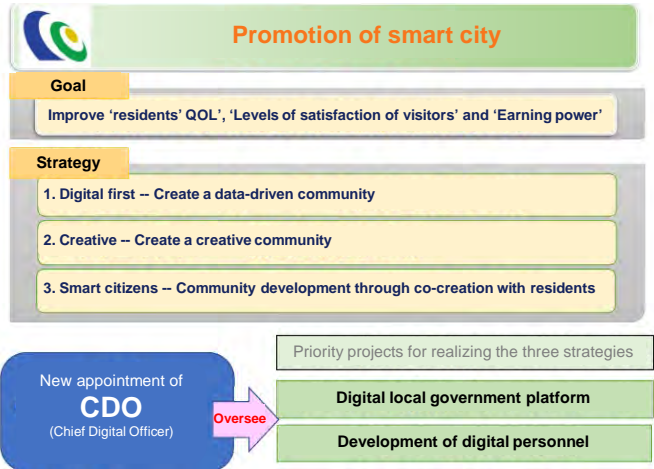 Promotion of smart city
Goal
Improve ‘residents’ QOL’, ‘Levels of satisfaction of visitors’ and ‘Earning power’
Strategy
1. Digital first -- Create a data-driven community
2. Creative -- Create a creative community
3. Smart citizens -- Community development through co-creation with residents
New appointment of
CDO
(Chief Digital Officer)
Oversee
Priority projects for realizing the three strategies
Digital local government platform
Development of digital personnel